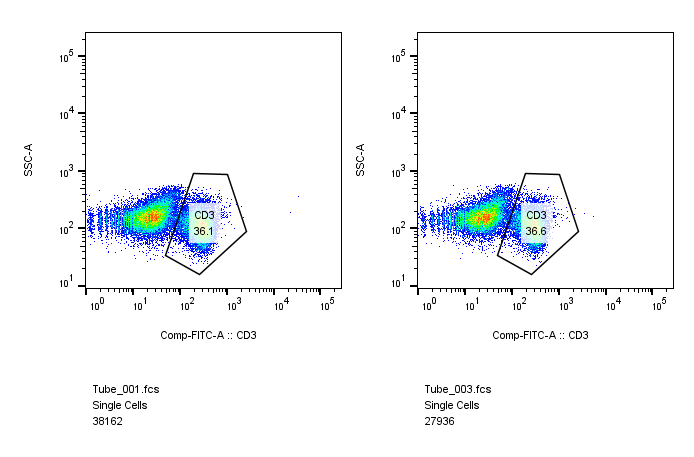 SSC-A
10^5
10^4
10^3
10^2
10^1
CD3
36.1
10^0 10^1 10^2 10^3 10^4 10^5
Comp-FITC-A :: CD3
Tube_001.fcs
Single Cells
38162
SSC-A
10^5
10^4
10^3
10^2
10^1
CD3
36.6
10^0 10^1 10^2 10^3 10^4 10^5
Comp-FITC-A :: CD3
Tube_003.fcs
Single Cells
27936